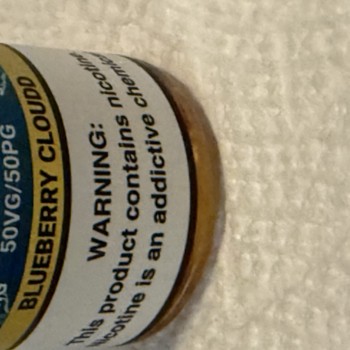 50VG/50PG
BLUEBERRY CLOUDD
WARNING:
This product contains nicotine.
Nicotine is an addictive chem